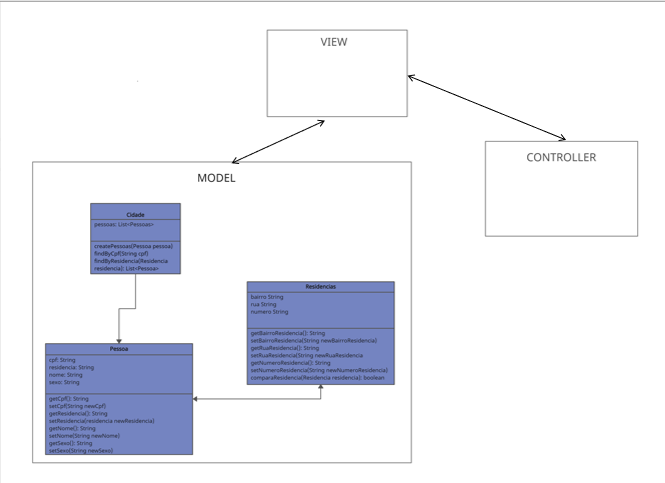 VIEW
CONTROLLER
MODEL
Cidade
pessoas: List<Pessoas>
createPessoas(Pessoa pessoa)
findByCpf(String cpf)
findByResidencia(Residencia
residencia): List<Pessoa>
Residencias
bairro String
rua String
numero String
getBairroResidencia(): String
setBairroResidencia(String newBairroResidencia)
getRuaResidencia(): String
setRuaResidencia(String newRuaResidencia
getNumeroResidencia(): String
setNumeroResidencia(String newNumeroResidencia)
comparaResidencia(Residencia residencia): boolean
Pessoa
cpf: String
residencia: String
nome: String
sexo: String
getCpf(): String
setCpf(String newCpf)
getResidencia(): String
setResidencia(residencia newResidencia)
getNome(): String
setNome(String newNome)
getSexo(): String
setSexo(String newSexo)